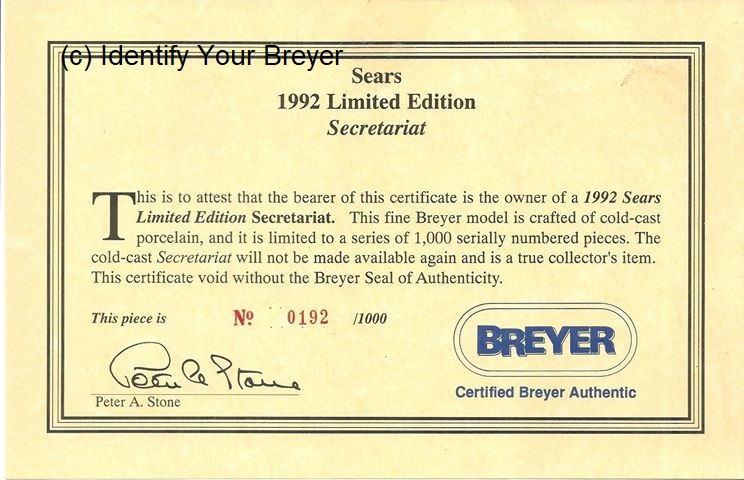 (c) Identify Your Breyer
Sears
1992 Limited Edition
Secretariat
This is to attest that the bearer of this certificate is the owner of a 1992 Sears
Limited Edition Secretariat. This fine Breyer model is crafted of cold-cast
porcelain, and it is limited to a series of 1,000 serially numbered pieces. The
cold-cast Secretariat will not be made available again and is a true collector's item.
This certificate void without the Breyer Seal of Authenticity.
This piece is Nº 0192 /1000
BREYER
Peter A. Stone
Certified Breyer Authentic
Peter A. Stone